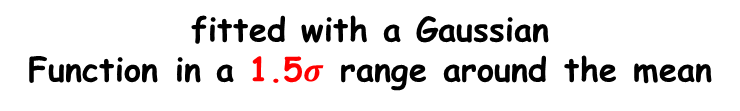 fitted with a Gaussian
Function in a 1.5σ range around the mean